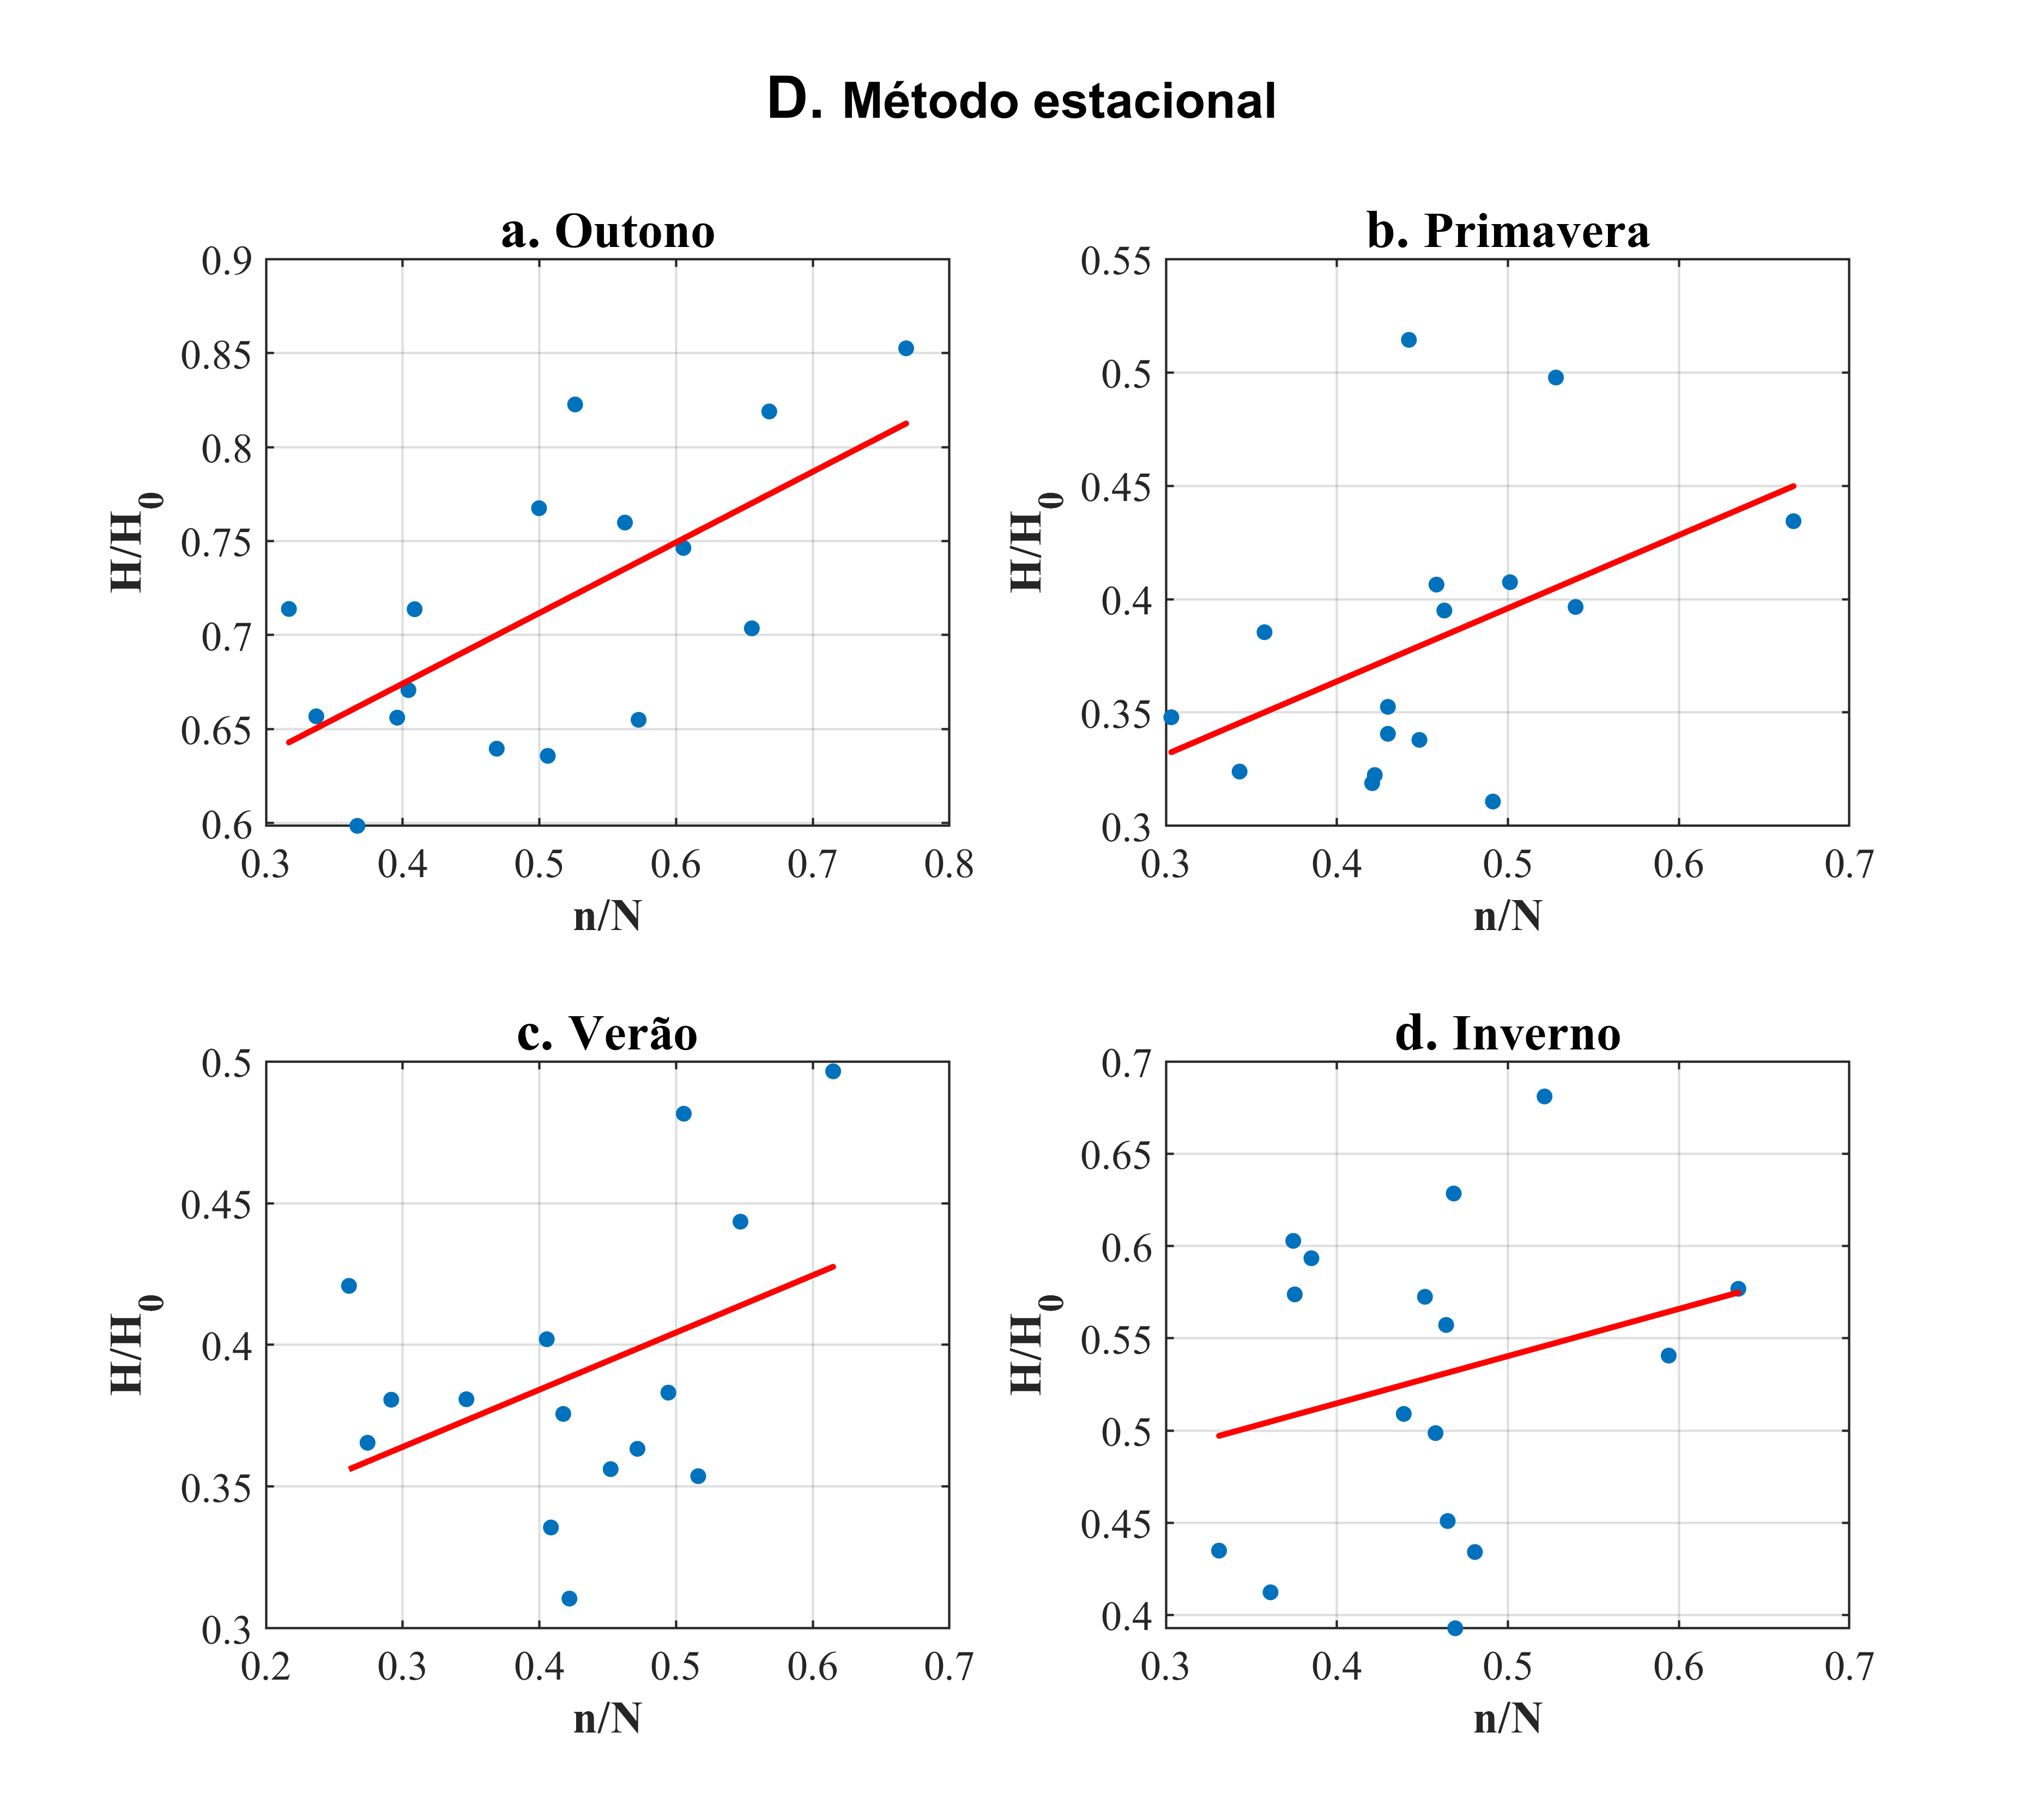 D. Método estacional
a. Outono
0.9
0.85
0.8
0.75
0.7
0.65
0.6
H/H0
0.3 0.4 0.5 0.6 0.7 0.8
n/N
b. Primavera
0.55
0.5
0.45
0.4
0.35
0.3
H/H0
0.3 0.4 0.5 0.6 0.7
n/N
c. Verão
0.5
0.45
0.4
0.35
0.3
H/H0
0.2 0.3 0.4 0.5 0.6 0.7
n/N
d. Inverno
0.7
0.65
0.6
0.55
0.5
0.45
0.4
H/H0
0.3 0.4 0.5 0.6 0.7
n/N